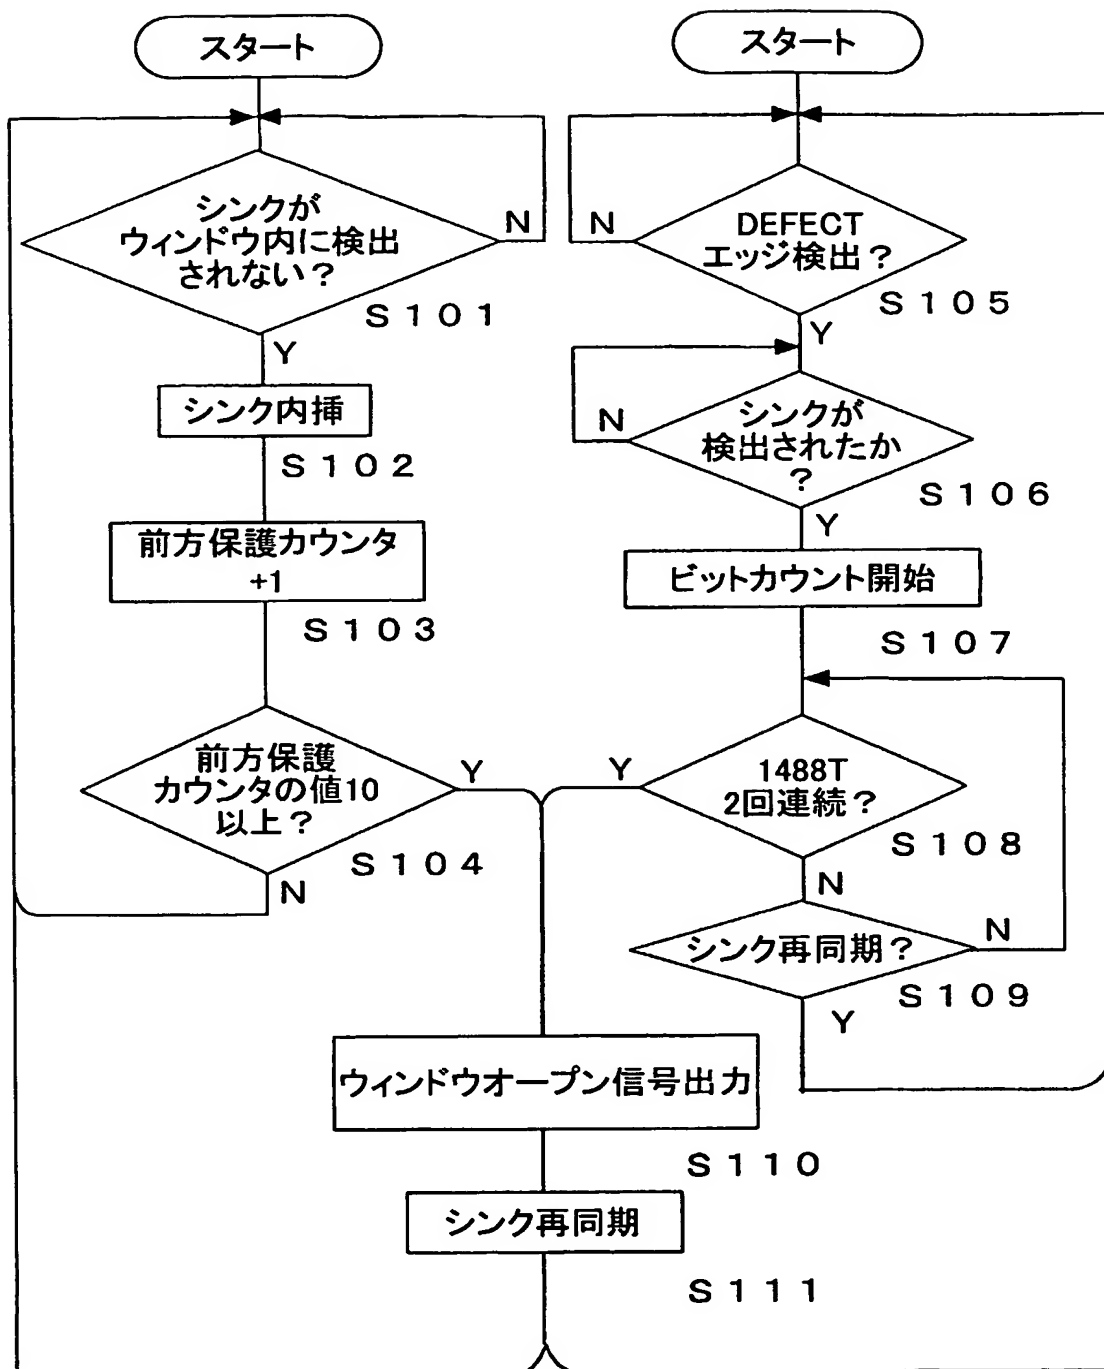 スタート
シンクが
ウィンドウ内に検出
されない？
N
S101
Y
シンク内挿
S102
前方保護カウンタ
+1
S103
前方保護
カウンタの値10
以上？
Y
S104
N
スタート
DEFECT
エッジ検出？
N
S105
Y
シンクが
検出されたか
？
N
S106
Y
ビットカウント開始
S107
1488T
2回連続？
Y
S108
N
シンク再同期？
N
S109
Y
ウィンドウオープン信号出力
S110
シンク再同期
S111